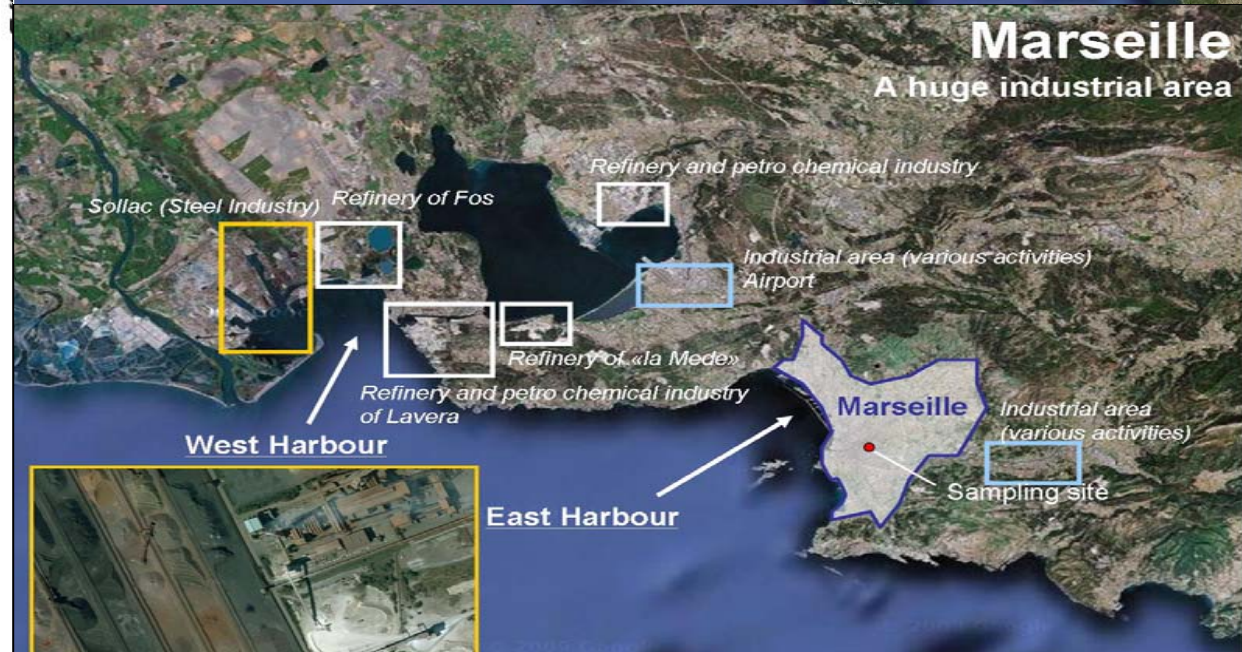 Marseille
A huge industrial area
Refinery and petro chemical industry
Sollac (Steel Industry)
Refinery of Fos
Industrial area (various activities)
Airport
Refinery of «la Mede»
Refinery and petro chemical industry
of Lavera
Marseille
Industrial area
(various activities)
West Harbour
Sampling site
East Harbour